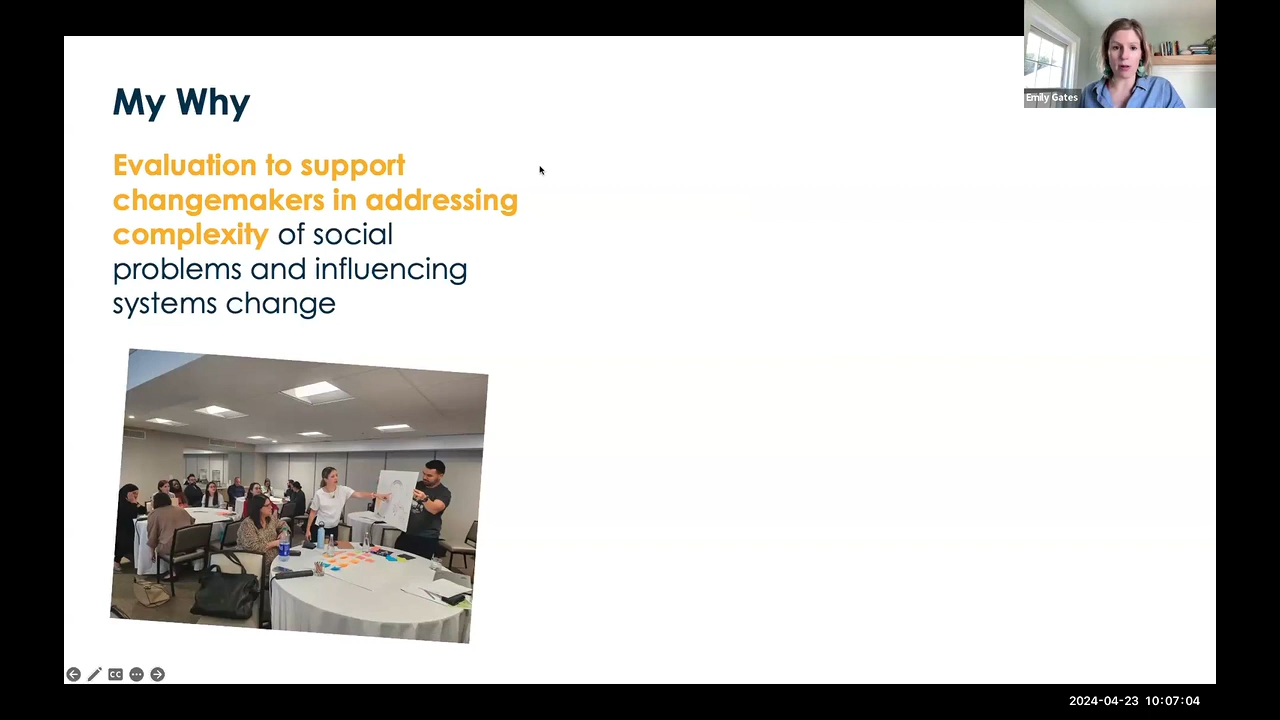 My Why
Evaluation to support
changemakers in addressing
complexity of social
problems and influencing
systems change
Emily Gates
CC
2024-04-23 10:07:04